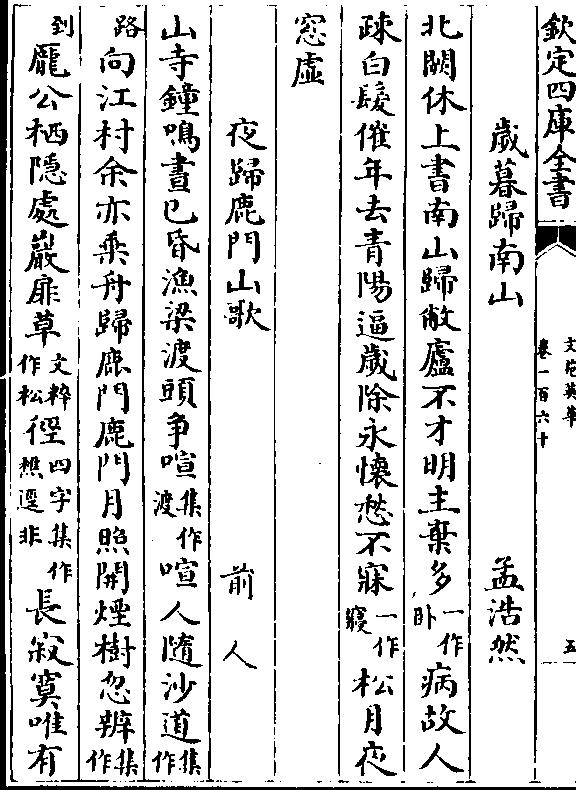 欽定四庫全書
文苑英華
卷一百六十
五
歲暮歸南山 孟浩然
北闕休上書南山歸敝廬不才明主棄多一作卧病故人
疎白髮催年去青陽逼歲除永懷愁不寐一作寢松月夜
窓虛
夜歸鹿門山歌 前人
山寺鐘鳴晝已昏漁梁渡頭爭喧集作渡喧人隨沙道集作
路向江村余亦乗舟歸鹿門鹿門月照開煙樹忽辨集作
到龎公栖隱處巖扉草文粹作松徑四字集作樵逕非長寂寞唯有